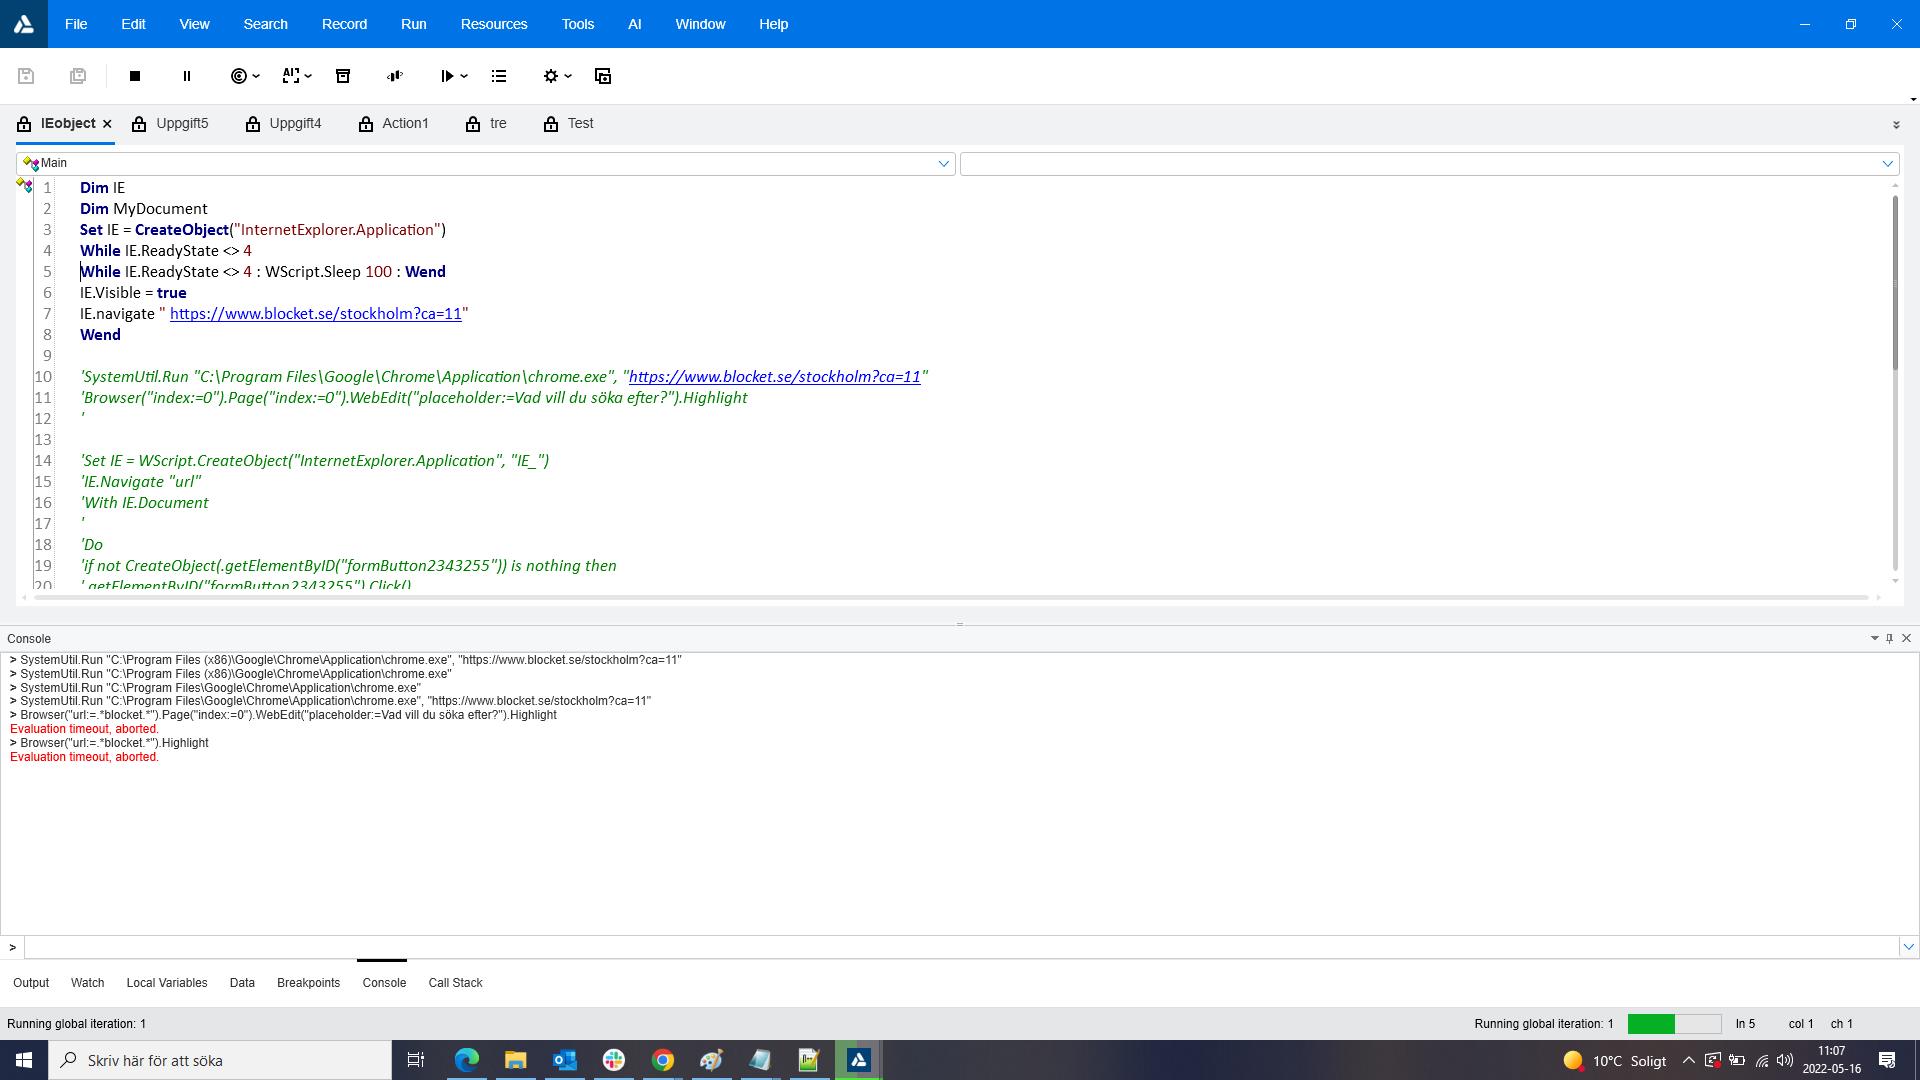 File Edit View Search Record Run Resources Tools AI Window Help
IEobject Uppgift5 Uppgift4 Action1 tre Test
Main
1 Dim IE
2 Dim MyDocument
3 Set IE = CreateObject("InternetExplorer.Application")
4 While IE.ReadyState <> 4
5 While IE.ReadyState <> 4 : WScript.Sleep 100 : Wend
6 IE.Visible = true
7 IE.navigate " https://www.blocket.se/stockholm?ca=11"
8 Wend
9
10 'SystemUtil.Run "C:\Program Files\Google\Chrome\Application\chrome.exe", "https://www.blocket.se/stockholm?ca=11"
11 'Browser("index:=0").Page("index:=0").WebEdit("placeholder:=Vad vill du söka efter?").Highlight
12 '
13
14 'Set IE = WScript.CreateObject("InternetExplorer.Application", "IE_")
15 'IE.Navigate "url"
16 'With IE.Document
17 '
18 'Do
19 'if not CreateObject(.getElementByID("formButton2343255")) is nothing then
20 ' .getElementByID("formButton2343255").Click()
Console
> SystemUtil.Run "C:\Program Files (x86)\Google\Chrome\Application\chrome.exe", "https://www.blocket.se/stockholm?ca=11"
> SystemUtil.Run "C:\Program Files (x86)\Google\Chrome\Application\chrome.exe"
> SystemUtil.Run "C:\Program Files\Google\Chrome\Application\chrome.exe"
> SystemUtil.Run "C:\Program Files\Google\Chrome\Application\chrome.exe", "https://www.blocket.se/stockholm?ca=11"
> Browser("url:=.*blocket.*").Page("index:=0").WebEdit("placeholder:=Vad vill du söka efter?").Highlight
Evaluation timeout, aborted.
> Browser("url:=.*blocket.*").Highlight
Evaluation timeout, aborted.
>
Output Watch Local Variables Data Breakpoints Console Call Stack
Running global iteration: 1 Running global iteration: 1 ln 5 col 1 ch 1
Skriv här för att söka
10°C Soligt
11:07
2022-05-16